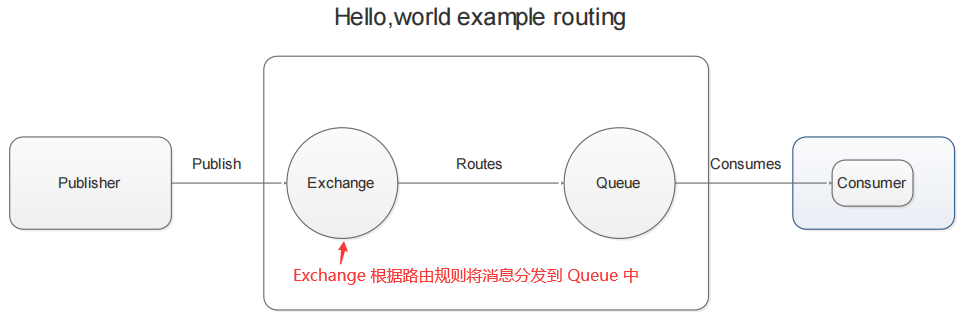 Hello,world example routing
Publisher
Publish
Exchange
Routes
Queue
Consumes
Consumer
Exchange 根据路由规则将消息分发到 Queue 中